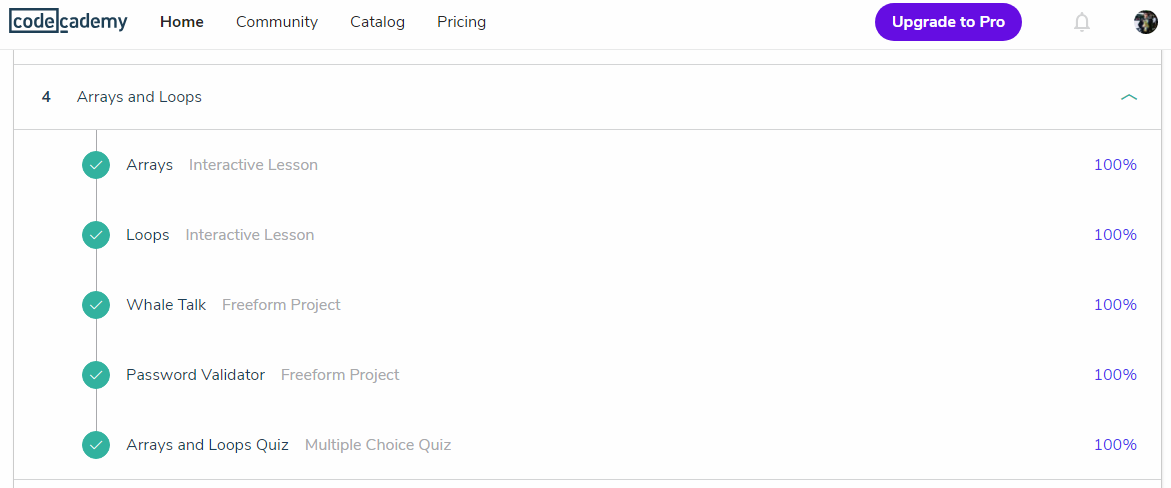 codecademy Home Community Catalog Pricing Upgrade to Pro
4 Arrays and Loops
Arrays Interactive Lesson 100%
Loops Interactive Lesson 100%
Whale Talk Freeform Project 100%
Password Validator Freeform Project 100%
Arrays and Loops Quiz Multiple Choice Quiz 100%